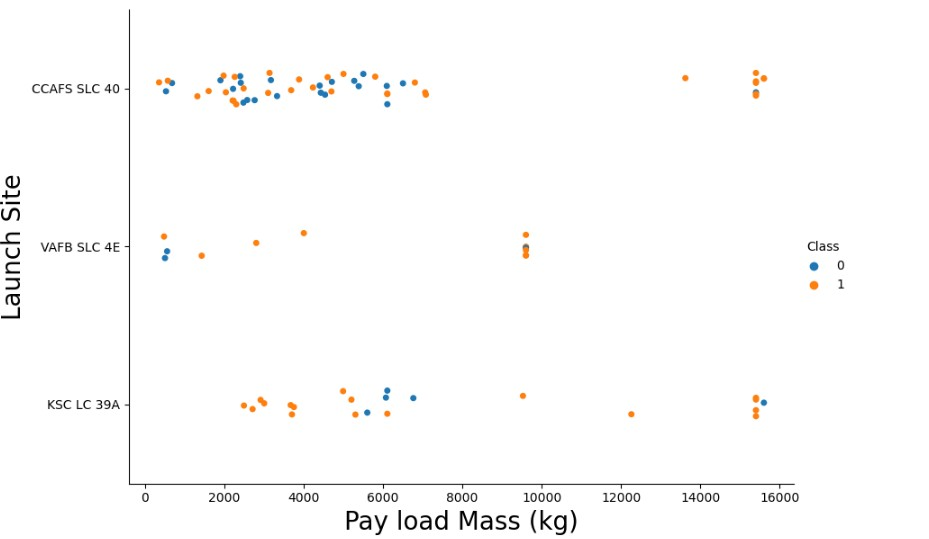 CCAFS SLC 40
VAFB SLC 4E
KSC LC 39A
Launch Site
0 2000 4000 6000 8000 10000 12000 14000 16000
Pay load Mass (kg)
Class
0
1